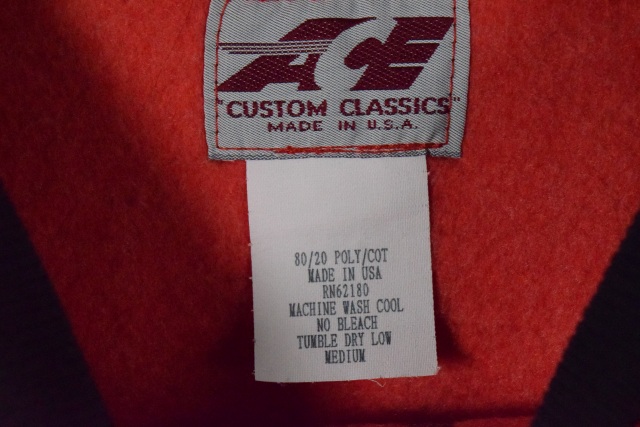 ACE
"CUSTOM CLASSICS"
MADE IN U.S.A.
80/20 POLY/COT
MADE IN USA
RN62180
MACHINE WASH COOL
NO BLEACH
TUMBLE DRY LOW
MEDIUM